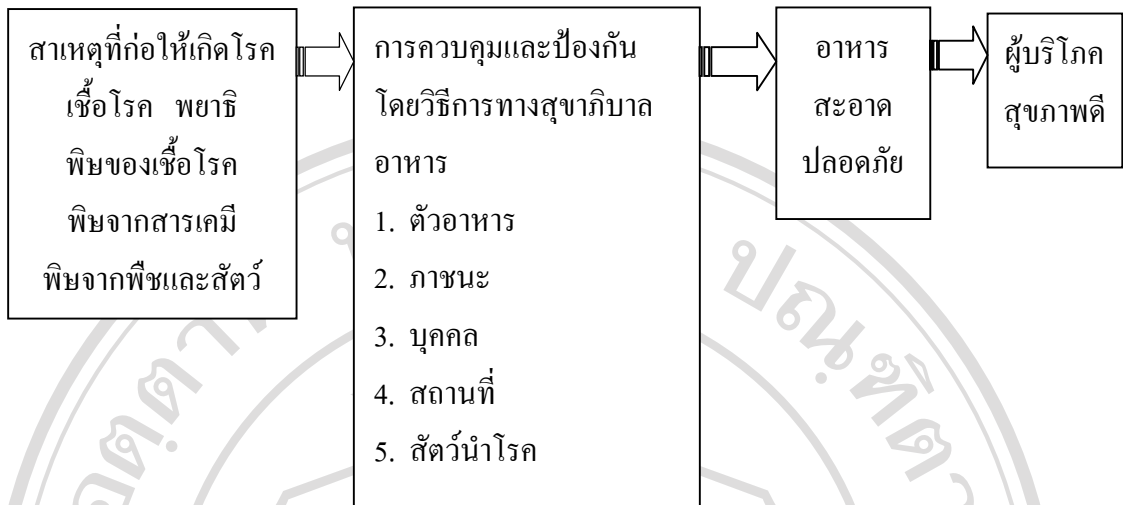 สาเหตุที่ก่อให้เกิดโรค
เชื้อโรค พยาธิ
พิษของเชื้อโรค
พิษจากสารเคมี
พิษจากพืชและสัตว์
การควบคุมและป้องกัน
โดยวิธีการทางสุขาภิบาล
อาหาร
1. ตัวอาหาร
2. ภาชนะ
3. บุคคล
4. สถานที่
5. สัตว์นำโรค
อาหาร
สะอาด
ปลอดภัย
ผู้บริโภค
สุขภาพดี